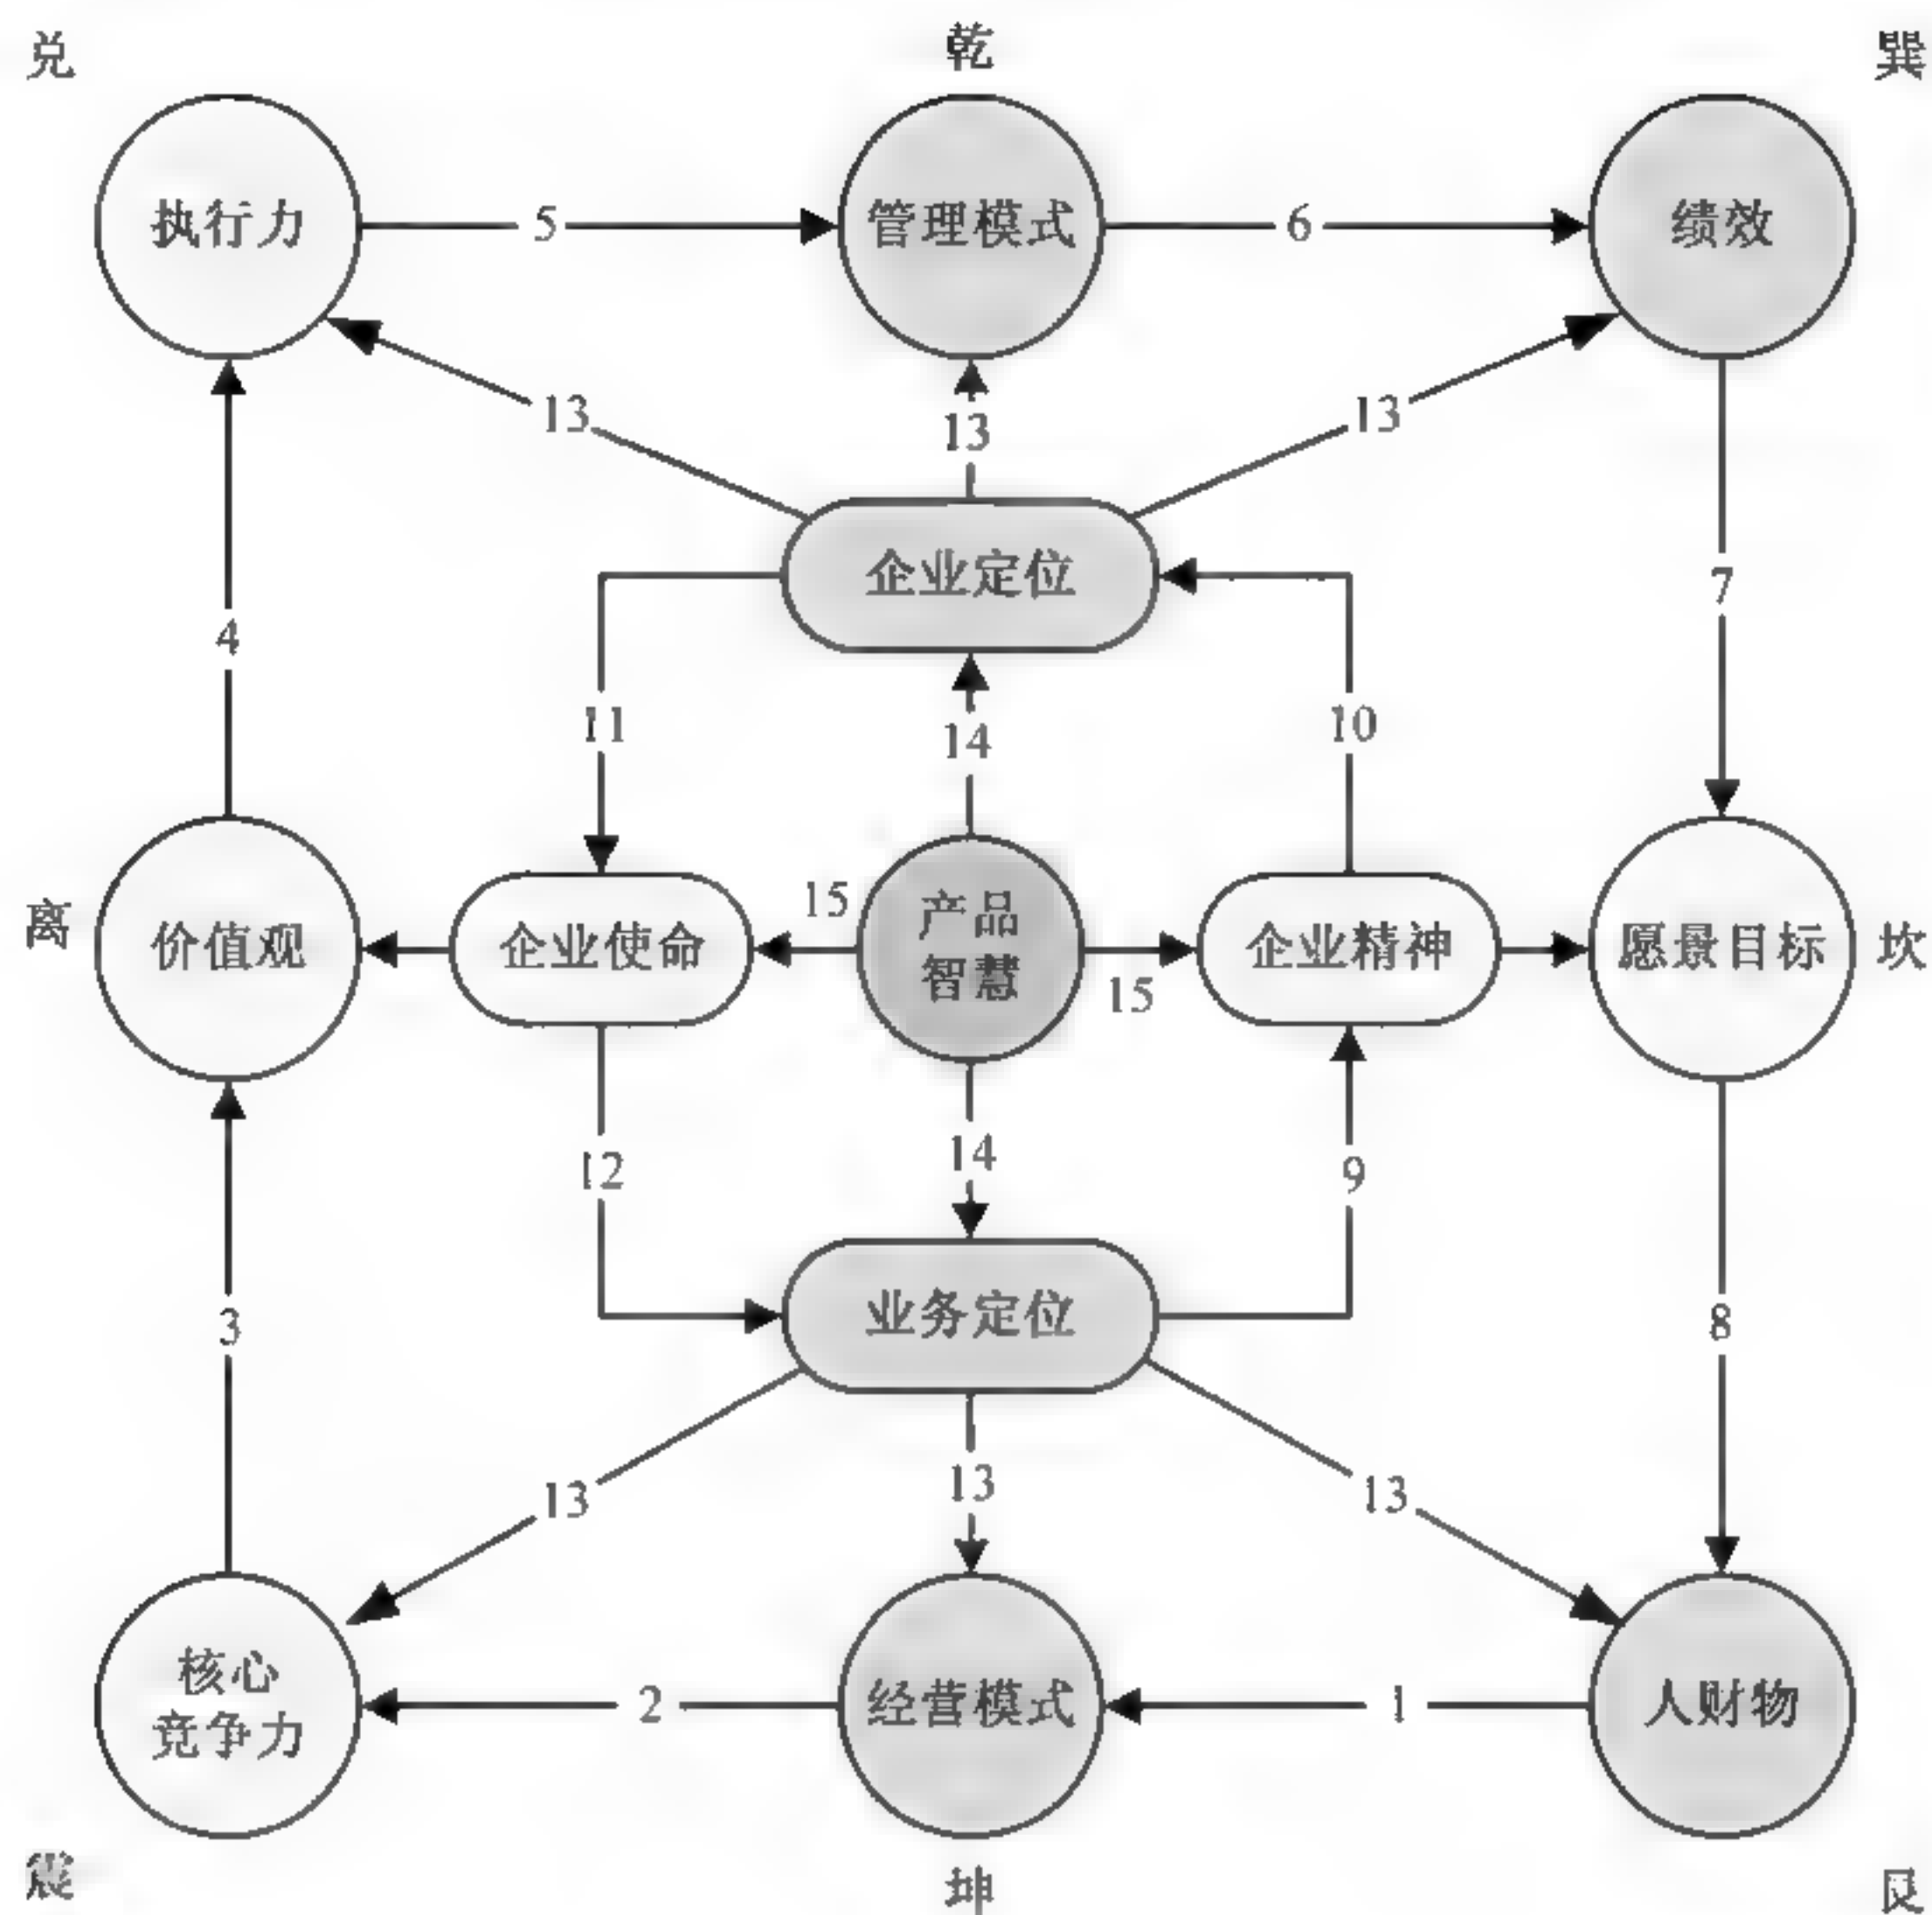 兑
乾
巽
执行力
5
管理模式
6
绩效
13
13
13
4
企业定位
7
11
14
10
离
价值观
企业使命
15
产品
智慧
15
企业精神
愿景目标
坎
12
14
9
3
业务定位
8
13
13
13
核心
竞争力
2
经营模式
1
人财物
震
坤
艮